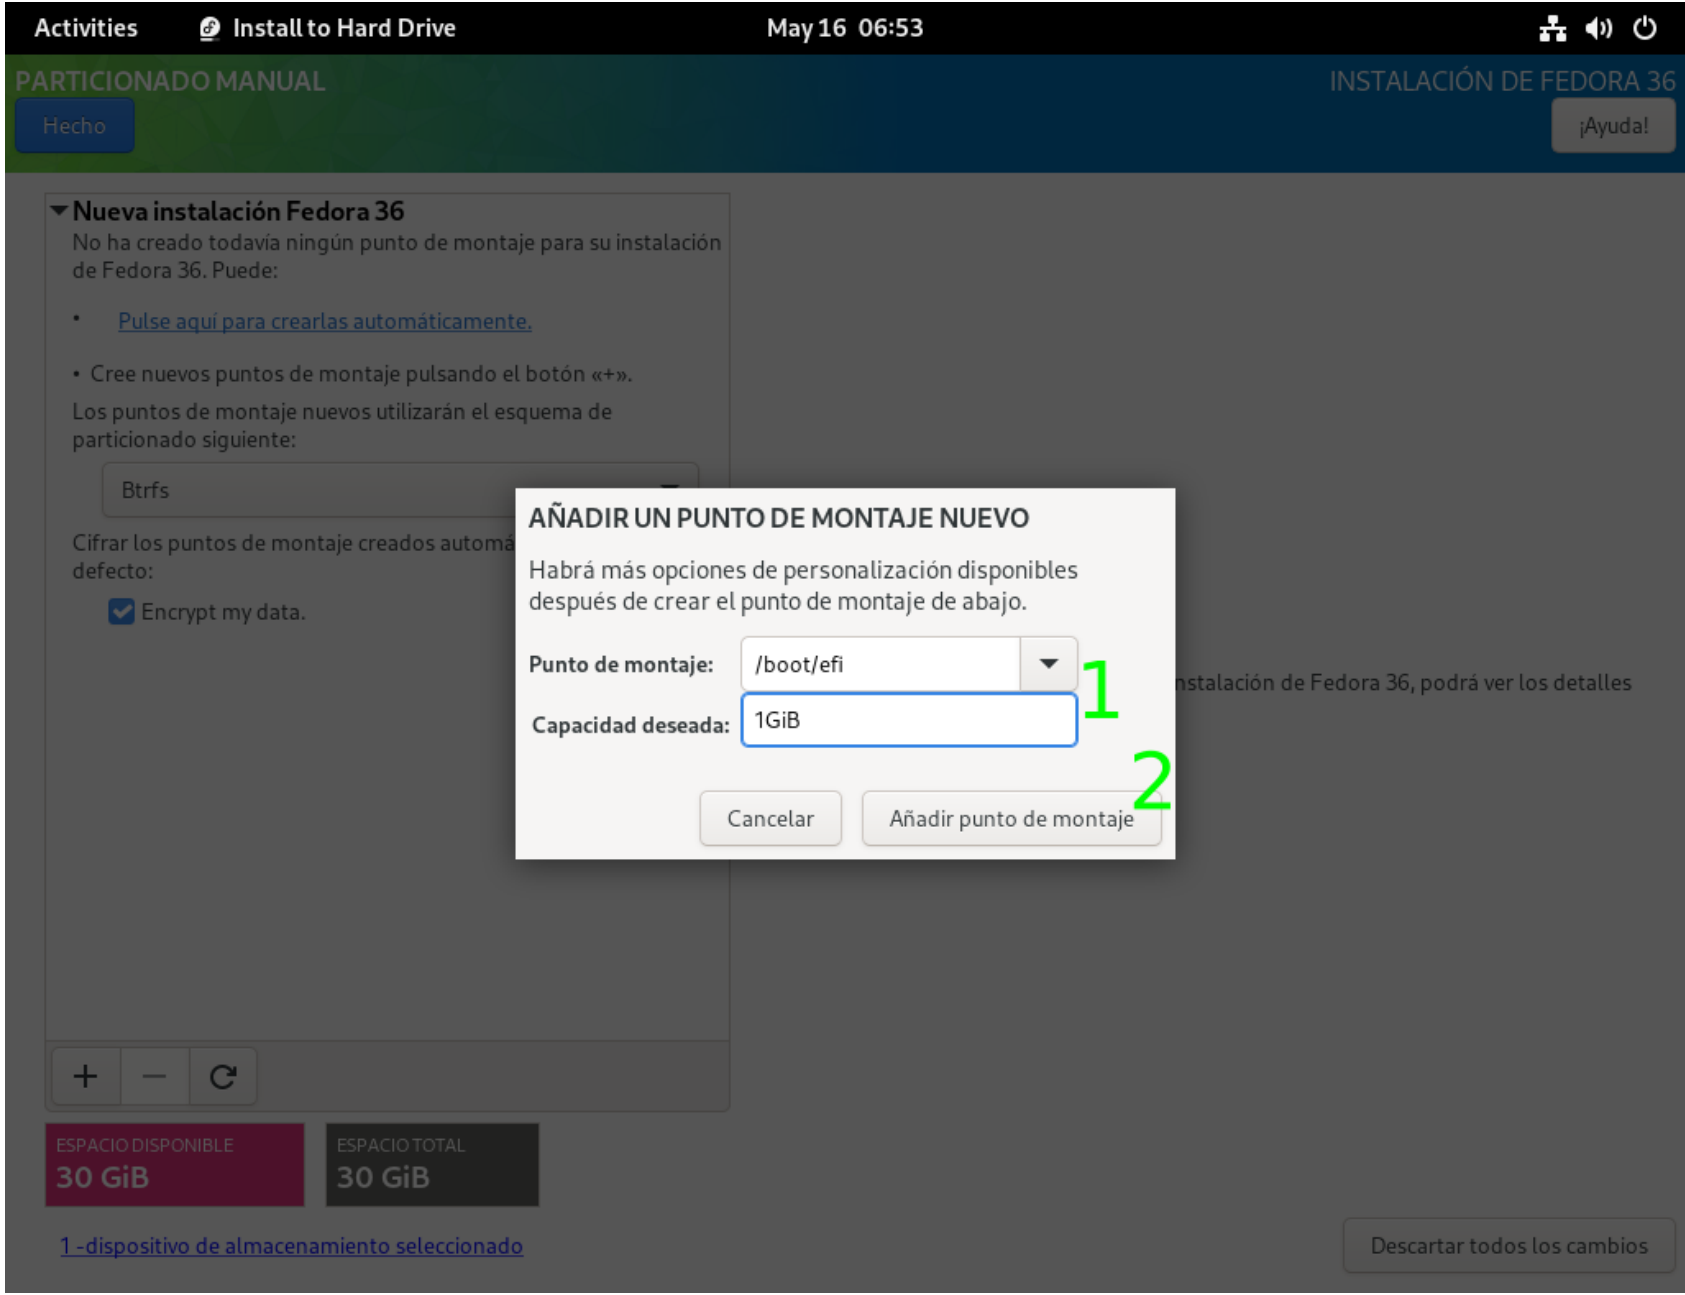 Activities
Install to Hard Drive
May 16 06:53
PARTICIONADO MANUAL
INSTALACIÓN DE FEDORA 36
Hecho
¡Ayuda!
Nueva instalación Fedora 36
No ha creado todavía ningún punto de montaje para su instalación
de Fedora 36. Puede:
• Pulse aquí para crearlas automáticamente.
• Cree nuevos puntos de montaje pulsando el botón «+».
Los puntos de montaje nuevos utilizarán el esquema de
particionado siguiente:
Btrfs
Cifrar los puntos de montaje creados automá
defecto:
Encrypt my data.
AÑADIR UN PUNTO DE MONTAJE NUEVO
Habrá más opciones de personalización disponibles
después de crear el punto de montaje de abajo.
Punto de montaje: /boot/efi
1
Capacidad deseada: 1GiB
2
Cancelar
Añadir punto de montaje
nstalación de Fedora 36, podrá ver los detalles
+ −
ESPACIO DISPONIBLE
30 GiB
ESPACIO TOTAL
30 GiB
1 -dispositivo de almacenamiento seleccionado
Descartar todos los cambios